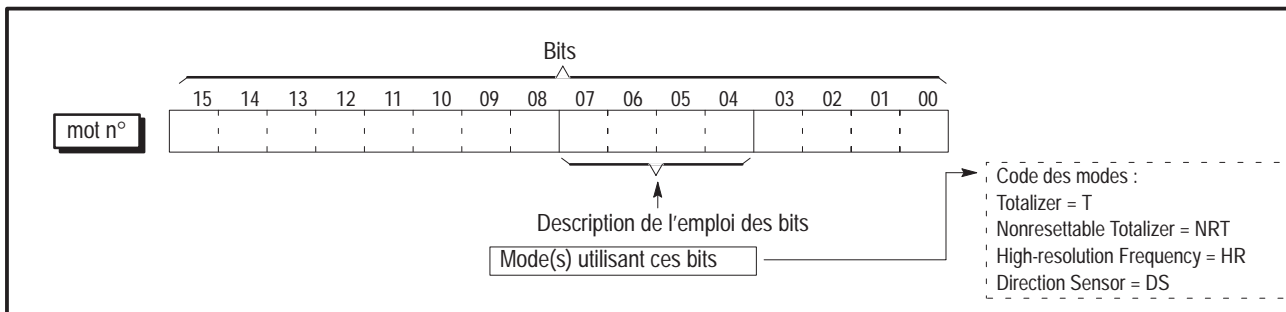 Bits
15 14 13 12 11 10 09 08 07 06 05 04 03 02 01 00
mot n°
Code des modes :
Totalizer = T
Nonresettable Totalizer = NRT
High-resolution Frequency = HR
Direction Sensor = DS
Description de l'emploi des bits
Mode(s) utilisant ces bits